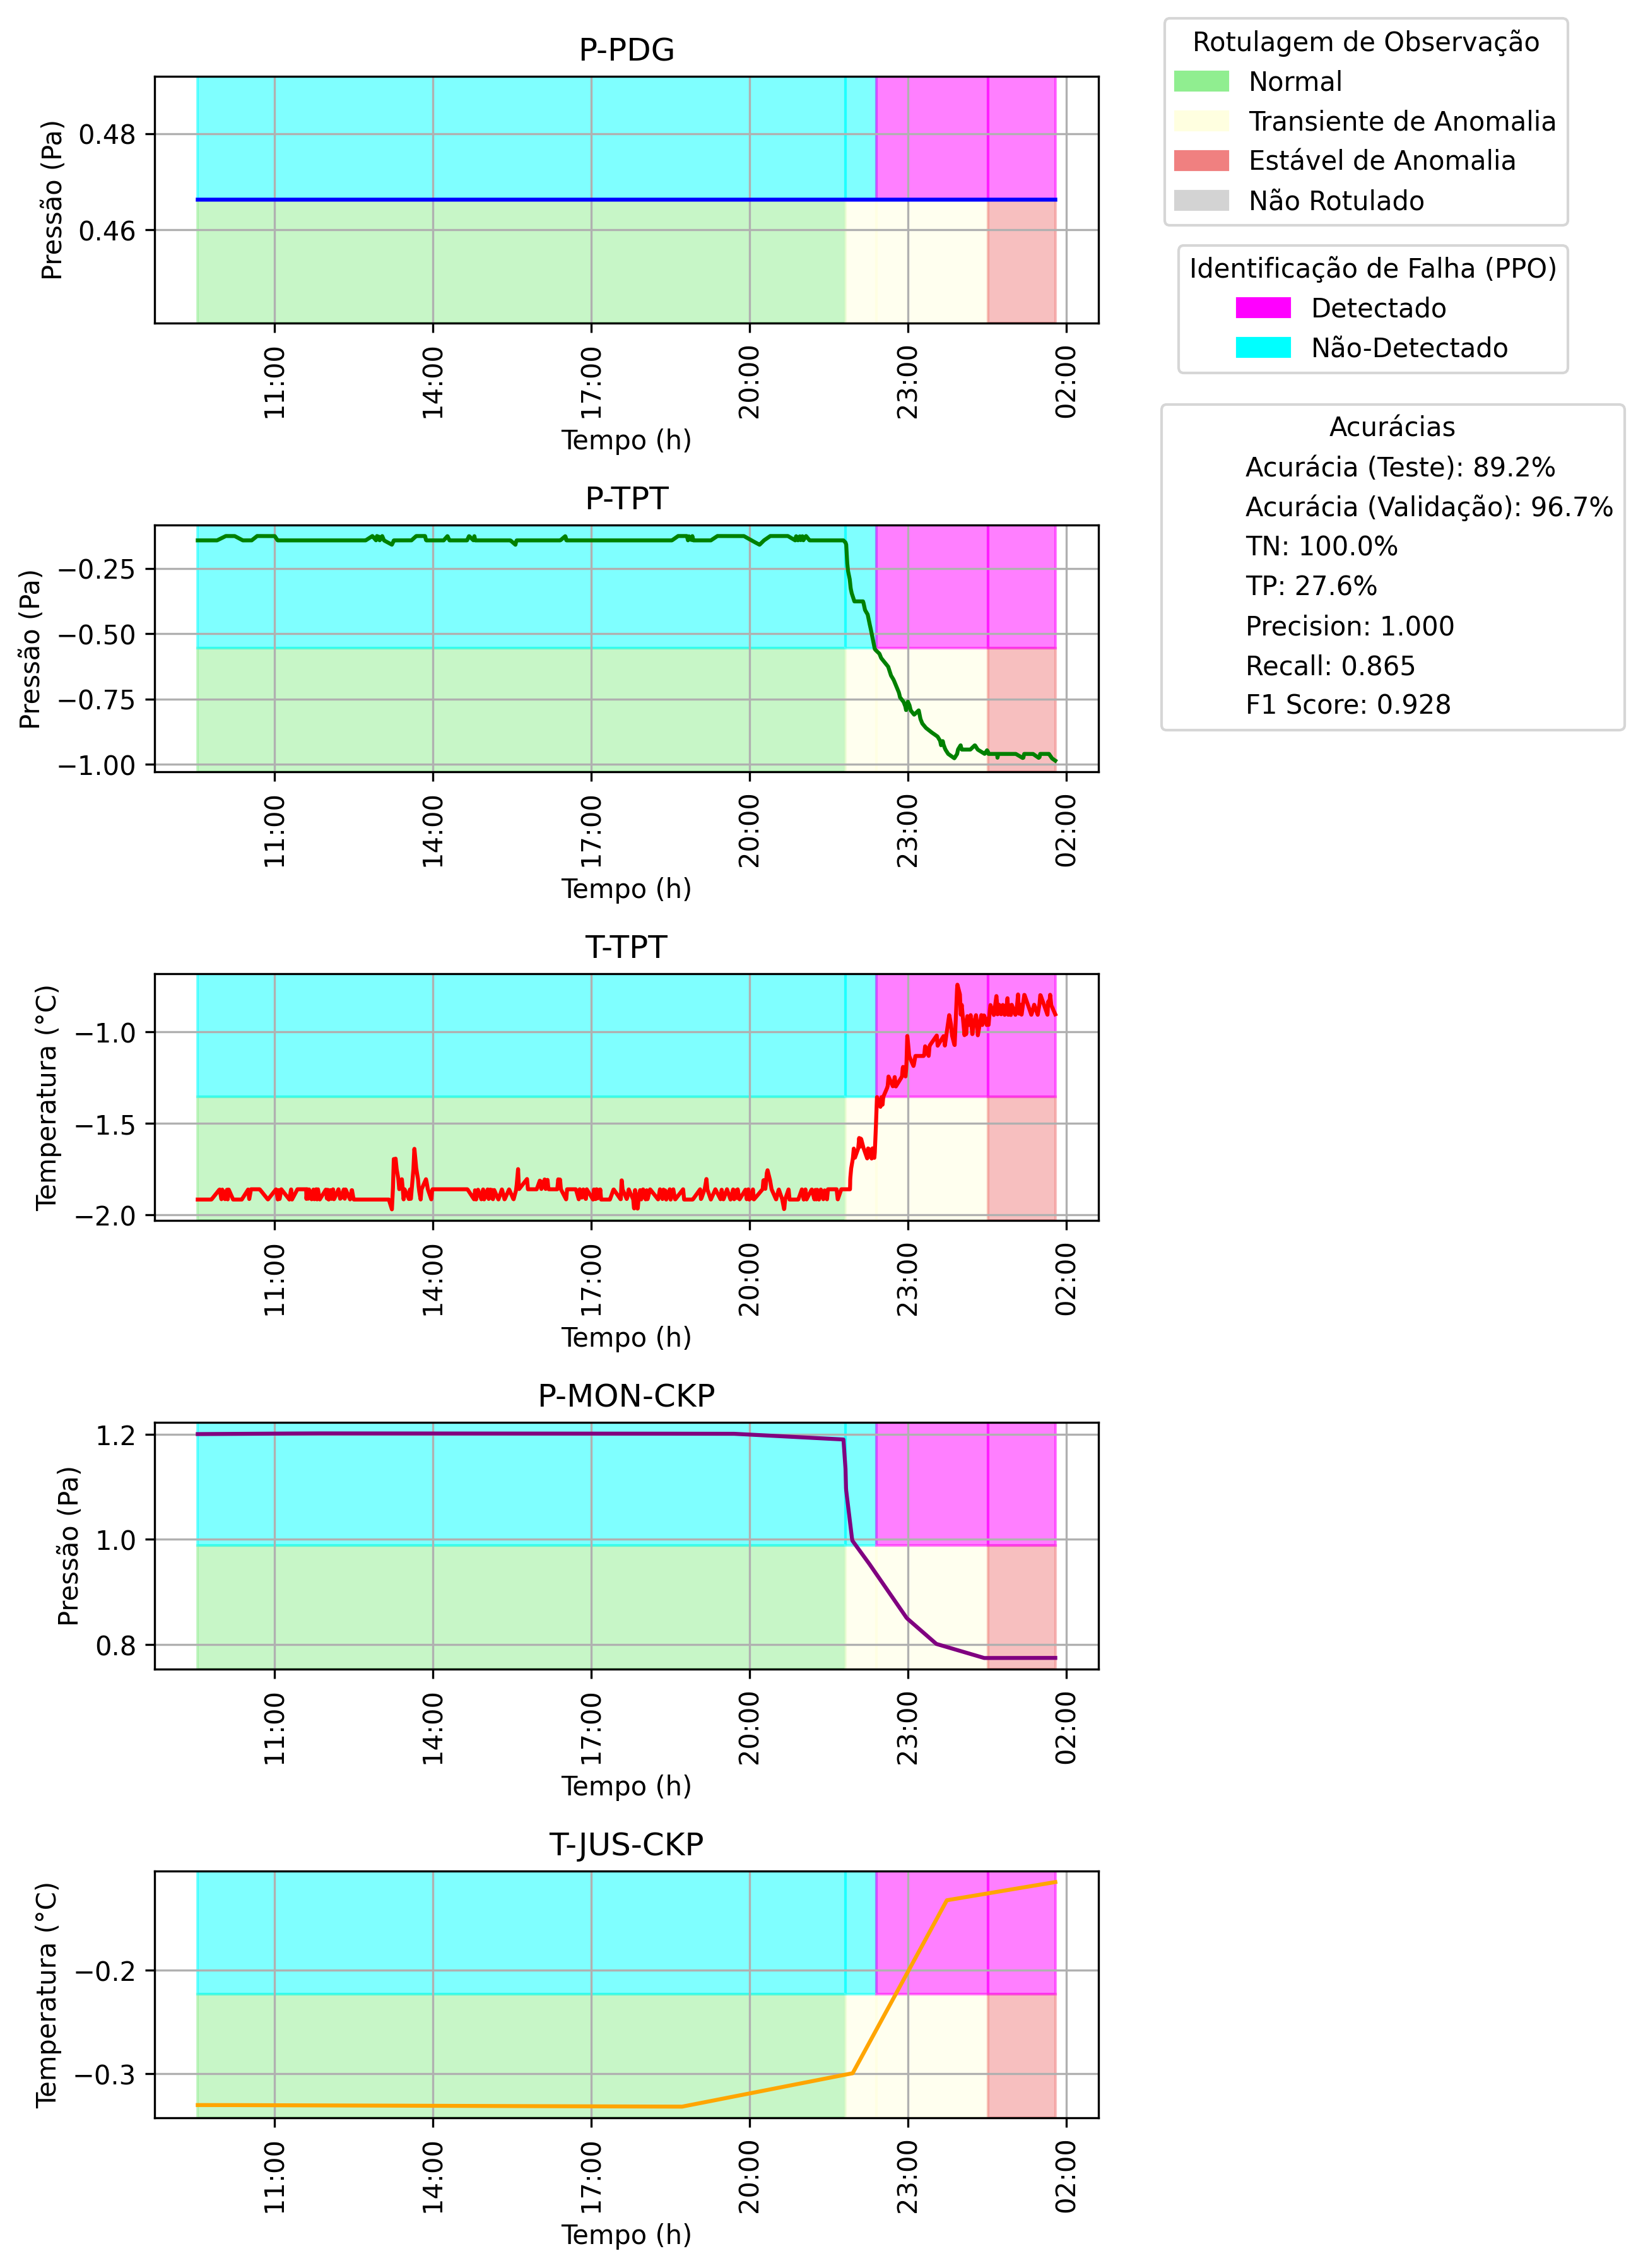 P-PDG
Pressão (Pa)
0.48
0.46
11:00
14:00
17:00
20:00
23:00
02:00
Tempo (h)
P-TPT
Pressão (Pa)
−0.25
−0.50
−0.75
−1.00
11:00
14:00
17:00
20:00
23:00
02:00
Tempo (h)
T-TPT
Temperatura (°C)
−1.0
−1.5
−2.0
11:00
14:00
17:00
20:00
23:00
02:00
Tempo (h)
P-MON-CKP
Pressão (Pa)
1.2
1.0
0.8
11:00
14:00
17:00
20:00
23:00
02:00
Tempo (h)
T-JUS-CKP
Temperatura (°C)
−0.2
−0.3
11:00
14:00
17:00
20:00
23:00
02:00
Tempo (h)
Rotulagem de Observação
Normal
Transiente de Anomalia
Estável de Anomalia
Não Rotulado
Identificação de Falha (PPO)
Detectado
Não-Detectado
Acurácias
Acurácia (Teste): 89.2%
Acurácia (Validação): 96.7%
TN: 100.0%
TP: 27.6%
Precision: 1.000
Recall: 0.865
F1 Score: 0.928